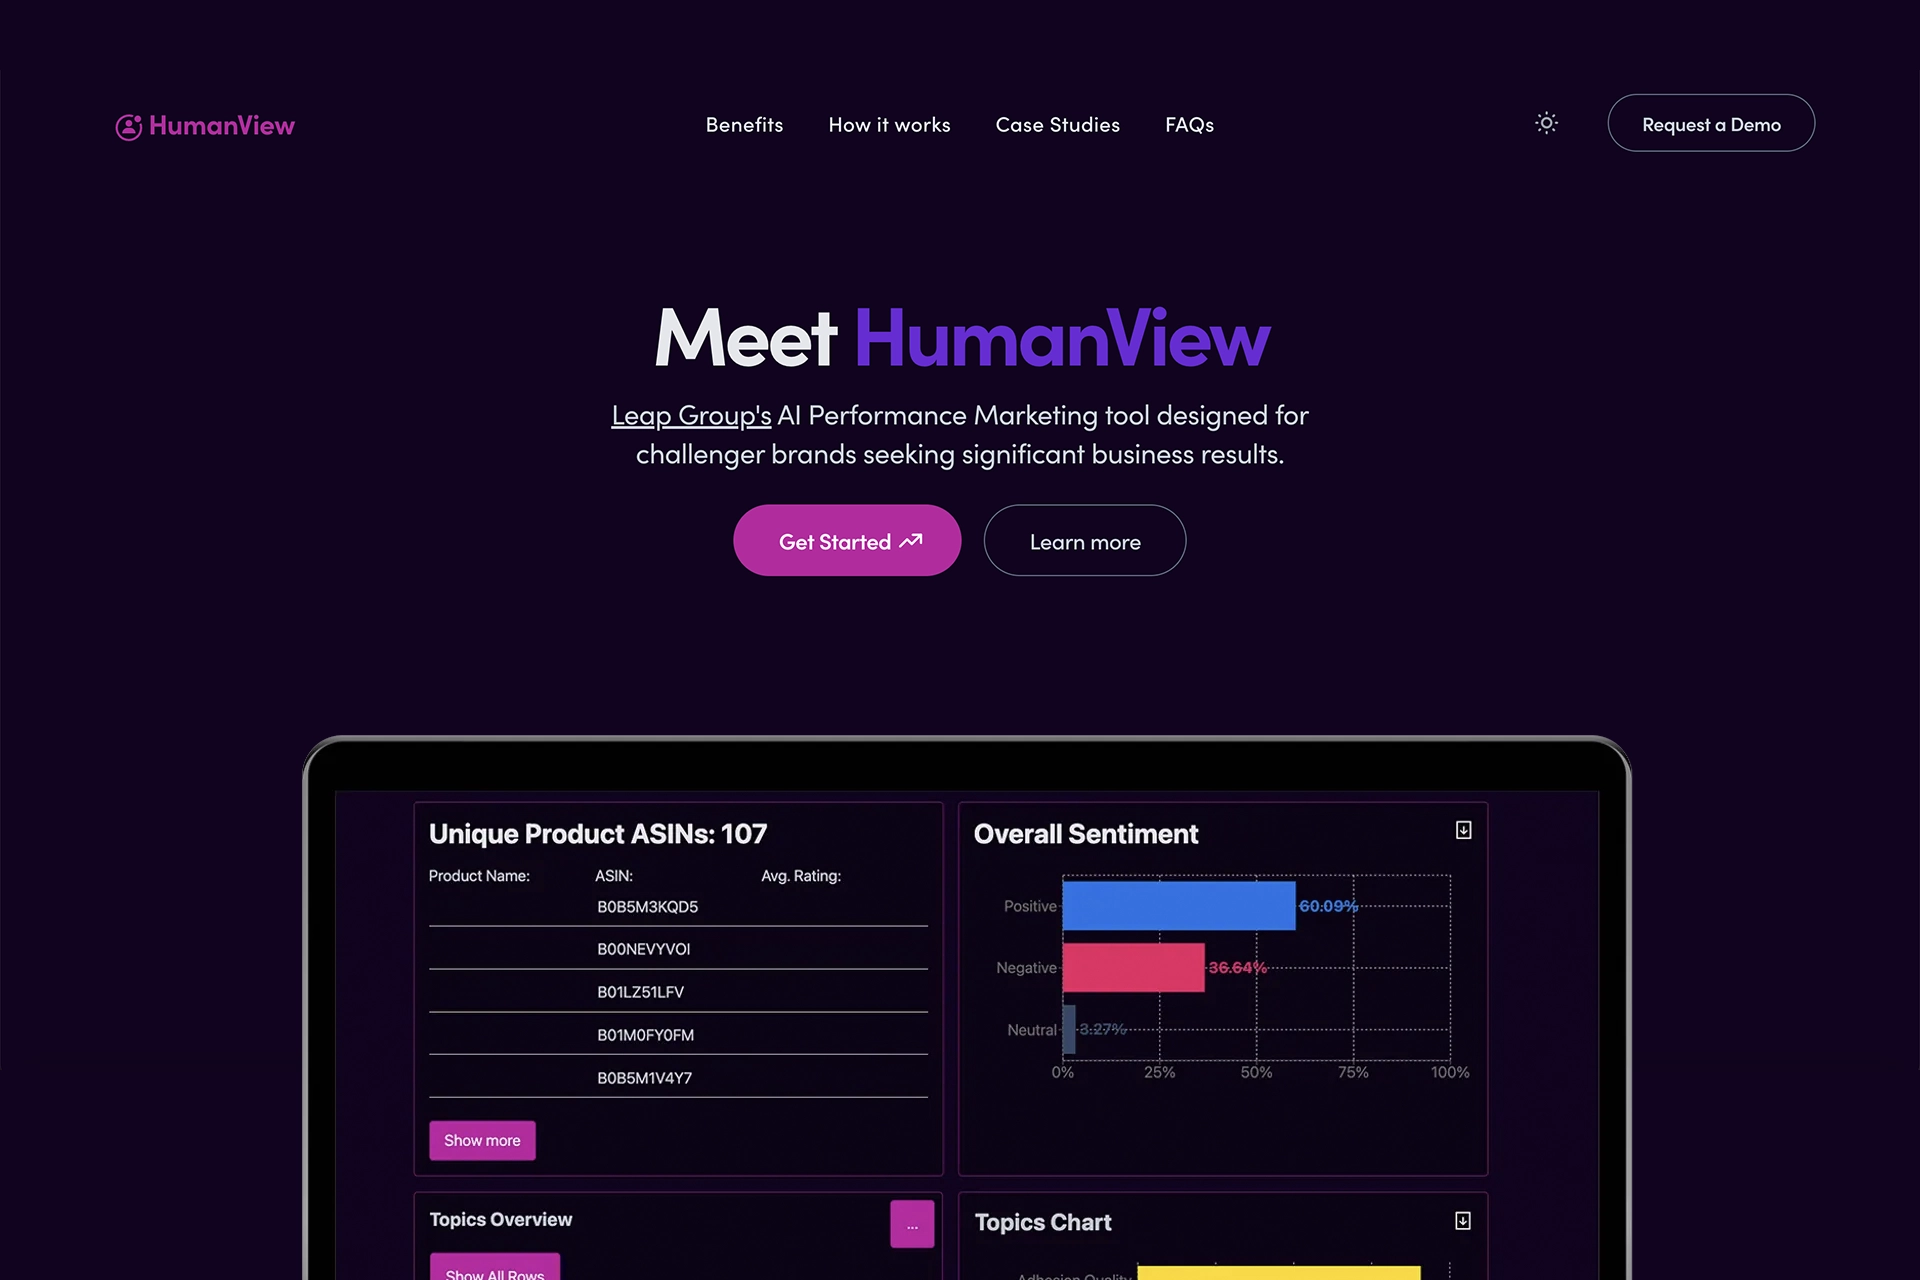 HumanView
Benefits
How it works
Case Studies
FAQs
Request a Demo
Meet HumanView
Leap Group's AI Performance Marketing tool designed for
challenger brands seeking significant business results.
Get Started
Learn more
Unique Product ASINs: 107
Product Name: ASIN: Avg. Rating:
B0B5M3KQD5
B00NEVYVOI
B01LZ51LFV
B01M0FY0FM
B0B5M1V4Y7
Show more
Overall Sentiment
Positive 60.09%
Negative 36.64%
Neutral 3.27%
0% 25% 50% 75% 100%
Topics Overview
...
Show All Rows
Topics Chart
Adhesion Quality